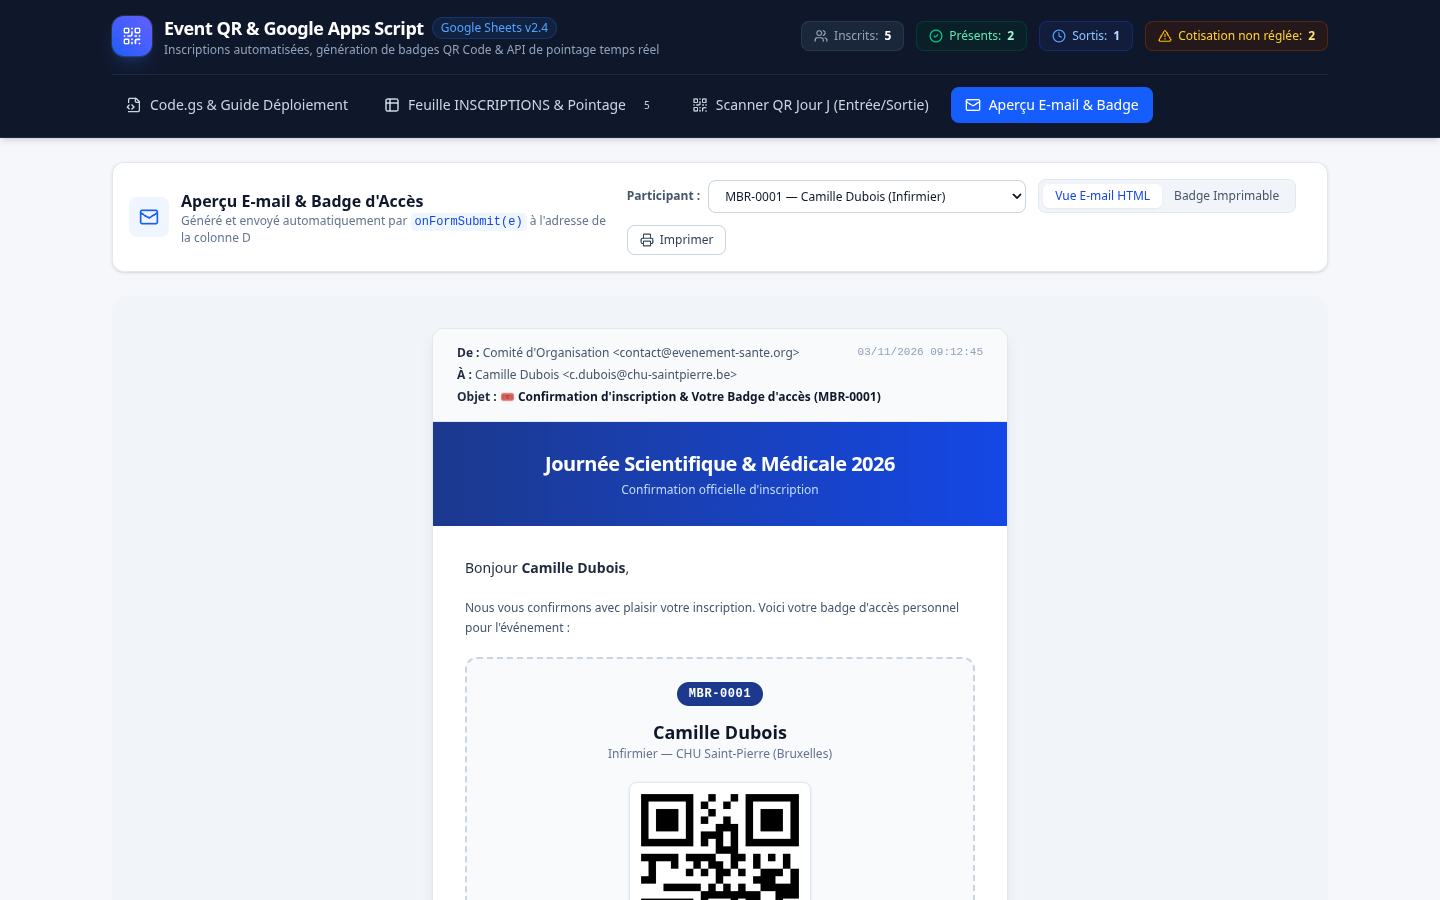 Event QR & Google Apps Script
Google Sheets v2.4
Inscriptions automatisées, génération de badges QR Code & API de pointage temps réel
Inscrits: 5
Présents: 2
Sortis: 1
Cotisation non réglée: 2
Code.gs & Guide Déploiement
Feuille INSCRIPTIONS & Pointage 5
Scanner QR Jour J (Entrée/Sortie)
Aperçu E-mail & Badge
Aperçu E-mail & Badge d'Accès
Généré et envoyé automatiquement par onFormSubmit(e) à l'adresse de
la colonne D
Participant :
MBR-0001 — Camille Dubois (Infirmier)
Vue E-mail HTML
Badge Imprimable
Imprimer
De : Comité d'Organisation <contact@evenement-sante.org>
03/11/2026 09:12:45
À : Camille Dubois <c.dubois@chu-saintpierre.be>
Objet : 🎟️ Confirmation d'inscription & Votre Badge d'accès (MBR-0001)
Journée Scientifique & Médicale 2026
Confirmation officielle d'inscription
Bonjour Camille Dubois,
Nous vous confirmons avec plaisir votre inscription. Voici votre badge d'accès personnel
pour l'événement :
MBR-0001
Camille Dubois
Infirmier — CHU Saint-Pierre (Bruxelles)